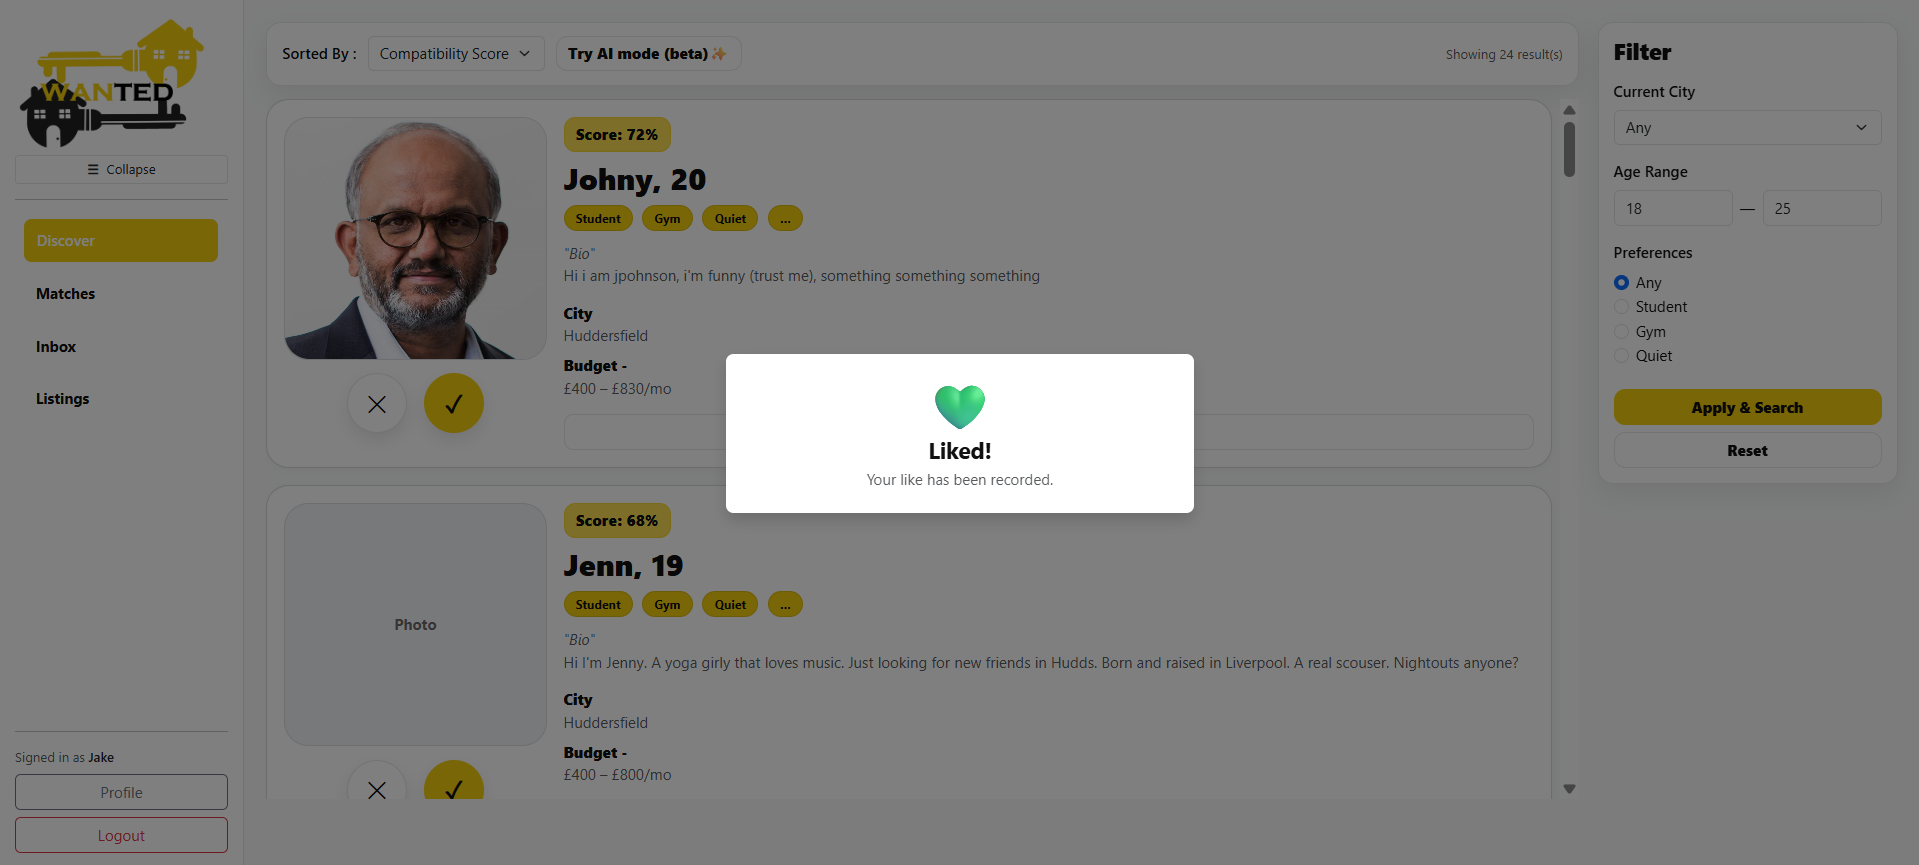 WANTED
☰ Collapse
Discover
Matches
Inbox
Listings
Signed in as Jake
Profile
Logout
Sorted By :
Compatibility Score
Try AI mode (beta)✨
Showing 24 result(s)
Score: 72%
Johny, 20
Student
Gym
Quiet
...
"Bio"
Hi i am jpohnson, i'm funny (trust me), something something something
City
Huddersfield
Budget -
£400 – £830/mo
Liked!
Your like has been recorded.
Score: 68%
Jenn, 19
Student
Gym
Quiet
...
Photo
"Bio"
Hi I'm Jenny. A yoga girly that loves music. Just looking for new friends in Hudds. Born and raised in Liverpool. A real scouser. Nightouts anyone?
City
Huddersfield
Budget -
£400 – £800/mo
Filter
Current City
Any
Age Range
18 — 25
Preferences
Any
Student
Gym
Quiet
Apply & Search
Reset